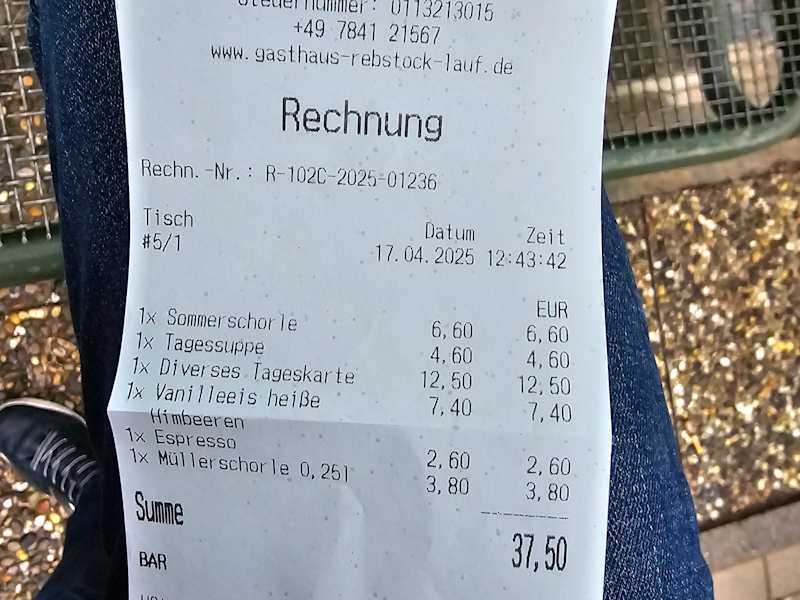 Steuernummer: 0113213015
+49 7841 21567
www.gasthaus-rebstock-lauf.de
Rechnung
Rechn.-Nr.: R-102C-2025-01236
Tisch Datum Zeit
#5/1 17.04.2025 12:43:42
EUR
1x Sommerschorle 6,60 6,60
1x Tagessuppe 4,60 4,60
1x Diverses Tageskarte 12,50 12,50
1x Vanilleeis heiße 7,40 7,40
Himbeeren
1x Espresso 2,60 2,60
1x Müllerschorle 0,25l 3,80 3,80
Summe 37,50
BAR